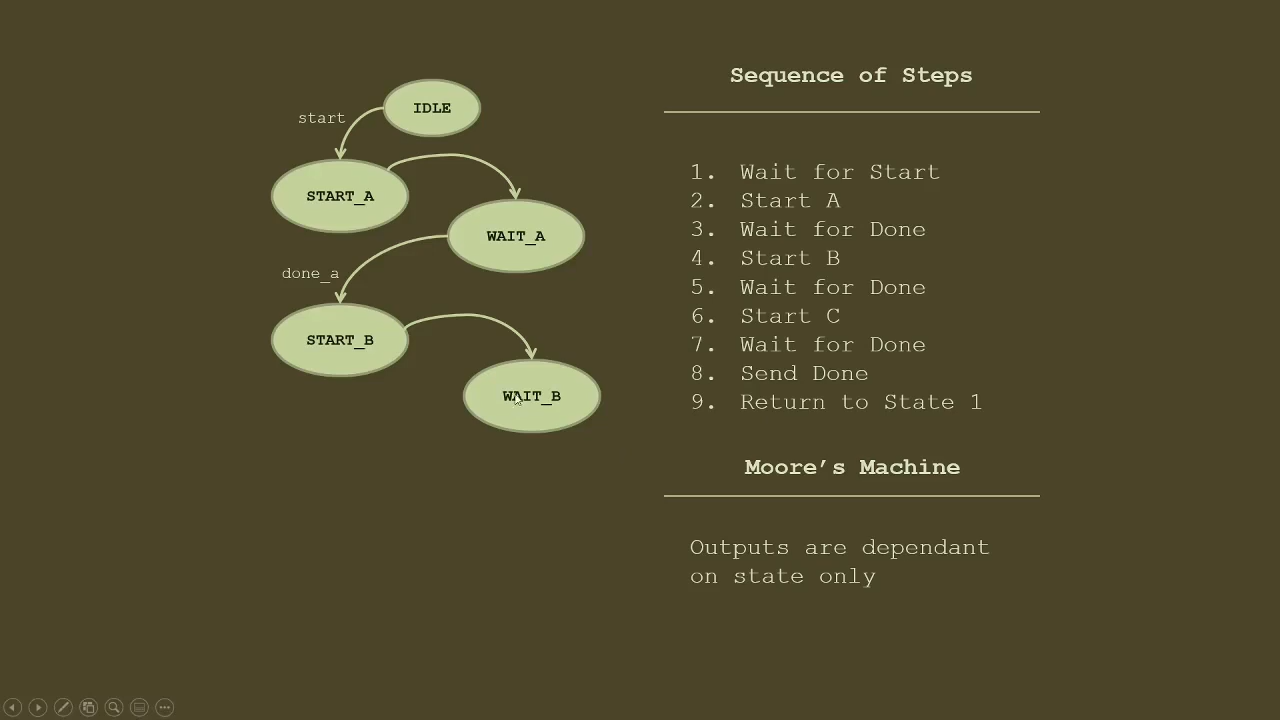 IDLE
start
START_A
WAIT_A
done_a
START_B
WAIT_B
Sequence of Steps
1. Wait for Start
2. Start A
3. Wait for Done
4. Start B
5. Wait for Done
6. Start C
7. Wait for Done
8. Send Done
9. Return to State 1
Moore’s Machine
Outputs are dependant
on state only